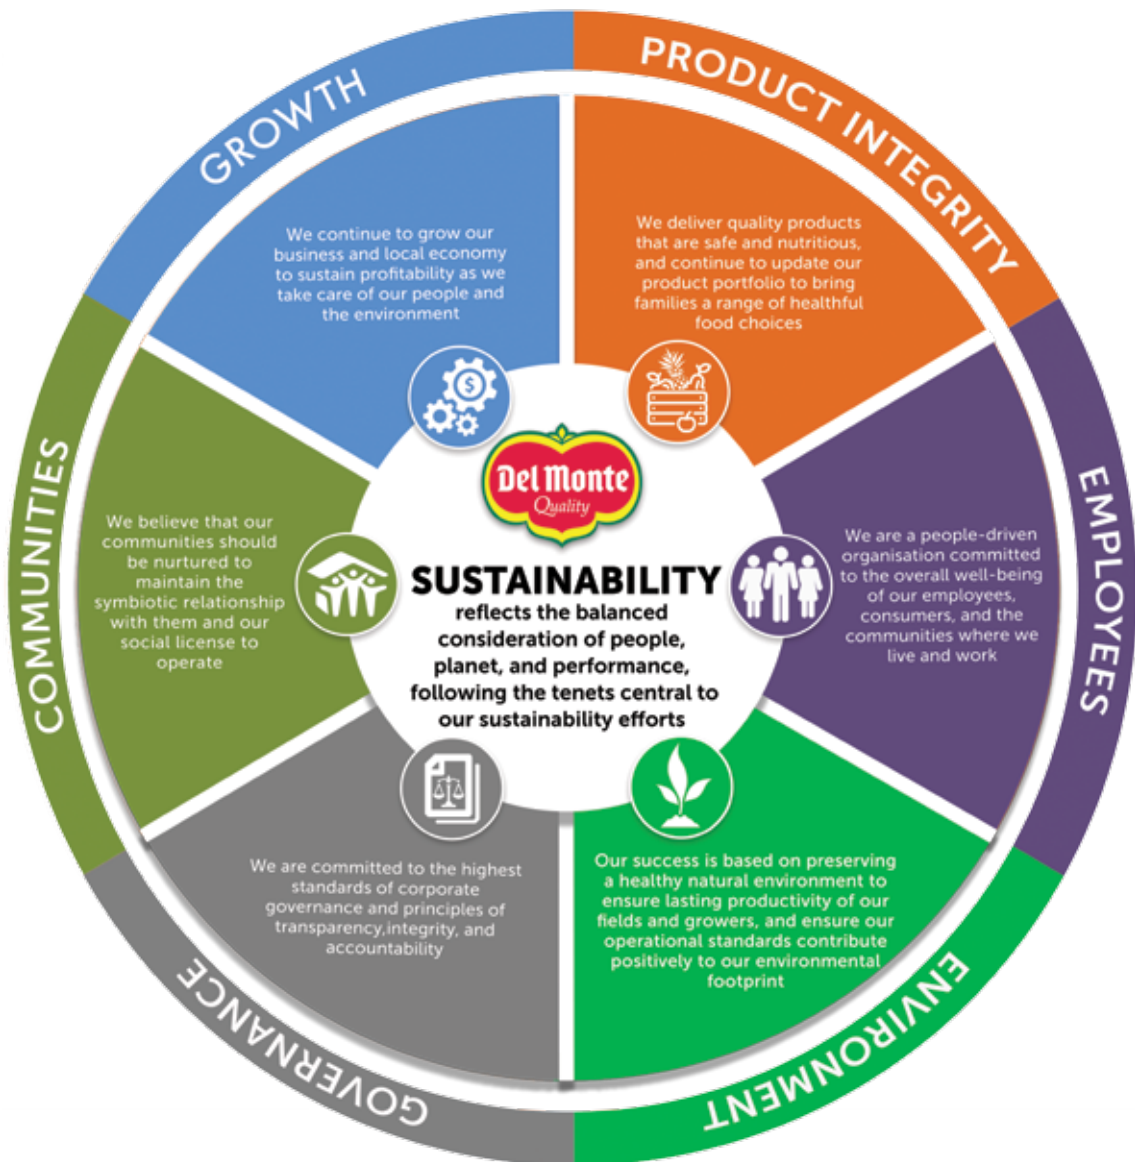 GROWTH
We continue to grow our
business and local economy
to sustain profitability as we
take care of our people and
the environment
PRODUCT INTEGRITY
We deliver quality products
that are safe and nutritious,
and continue to update our
product portfolio to bring
families a range of healthful
food choices
EMPLOYEES
We are a people-driven
organisation committed
to the overall well-being
of our employees,
consumers, and the
communities where we
live and work
ENVIRONMENT
Our success is based on preserving
a healthy natural environment to
ensure lasting productivity of our
fields and growers, and ensure our
operational standards contribute
positively to our environmental
footprint
GOVERNANCE
We are committed to the highest
standards of corporate
governance and principles of
transparency,integrity, and
accountability
COMMUNITIES
We believe that our
communities should
be nurtured to
maintain the
symbiotic relationship
with them and our
social license to
operate
$
Del Monte
Quality
SUSTAINABILITY
reflects the balanced
consideration of people,
planet, and performance,
following the tenets central to
our sustainability efforts